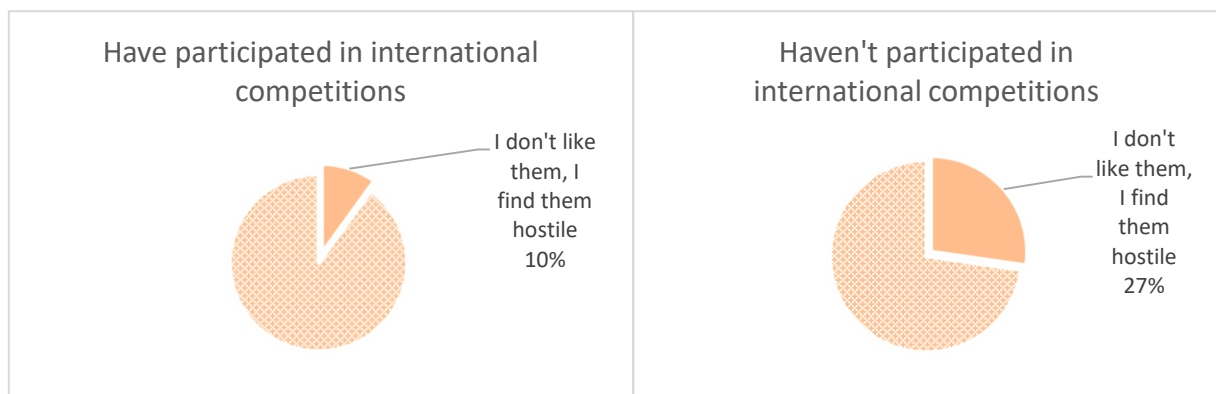 Have participated in international
competitions
I don't like
them, I
find them
hostile
10%
Haven't participated in
international competitions
I don't
like them,
I find
them
hostile
27%